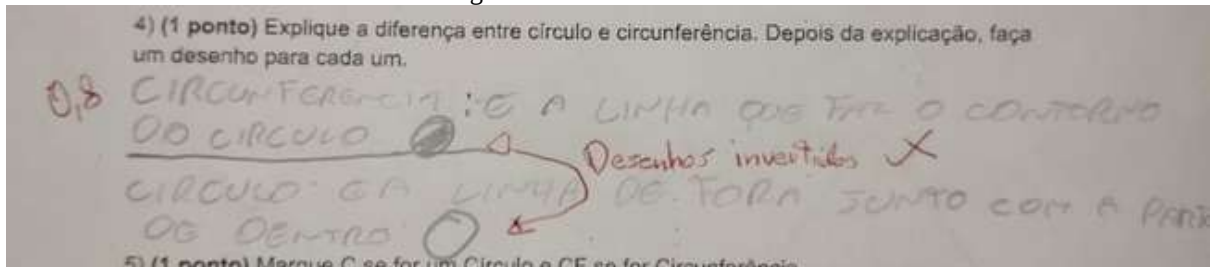 4) (1 ponto) Explique a diferença entre círculo e circunferência. Depois da explicação, faça
um desenho para cada um.
0,8 CIRCUNFERENCIA : E A LINHA QUE FAZ O CONTORNO
DO CIRCULO
Desenhos invertidos
CIRCULO: E A LINHA DE FORA JUNTO COM A PARTE
DE DENTRO
5) (1 ponto) Marque C se for um Círculo e CF se for Circunferência